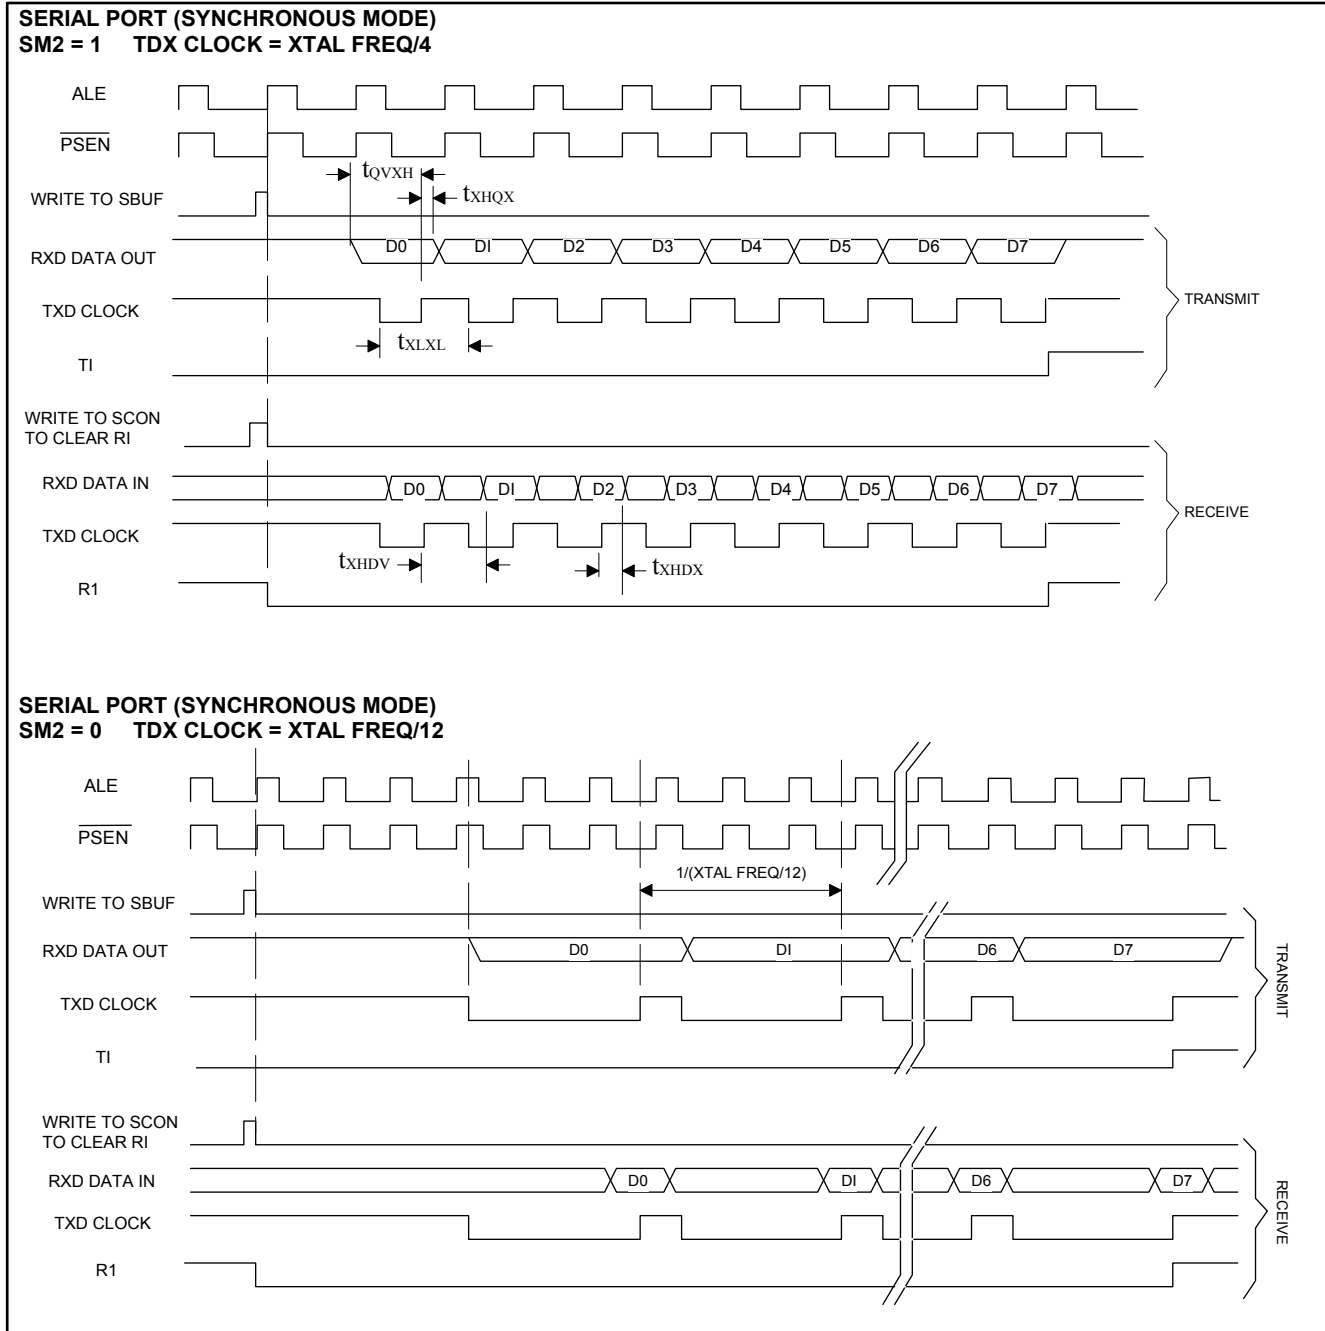 SERIAL PORT (SYNCHRONOUS MODE)
SM2 = 1 TDX CLOCK = XTAL FREQ/4
ALE
PSEN
tQVXH
tXHQX
WRITE TO SBUF
RXD DATA OUT
D0 DI D2 D3 D4 D5 D6 D7
TXD CLOCK
TRANSMIT
tXLXL
TI
WRITE TO SCON
TO CLEAR RI
RXD DATA IN
D0 DI D2 D3 D4 D5 D6 D7
TXD CLOCK
RECEIVE
tXHDV
tXHDX
R1
SERIAL PORT (SYNCHRONOUS MODE)
SM2 = 0 TDX CLOCK = XTAL FREQ/12
ALE
PSEN
1/(XTAL FREQ/12)
WRITE TO SBUF
RXD DATA OUT
D0 DI D6 D7
TXD CLOCK
TRANSMIT
TI
WRITE TO SCON
TO CLEAR RI
RXD DATA IN
D0 DI D6 D7
TXD CLOCK
RECEIVE
R1